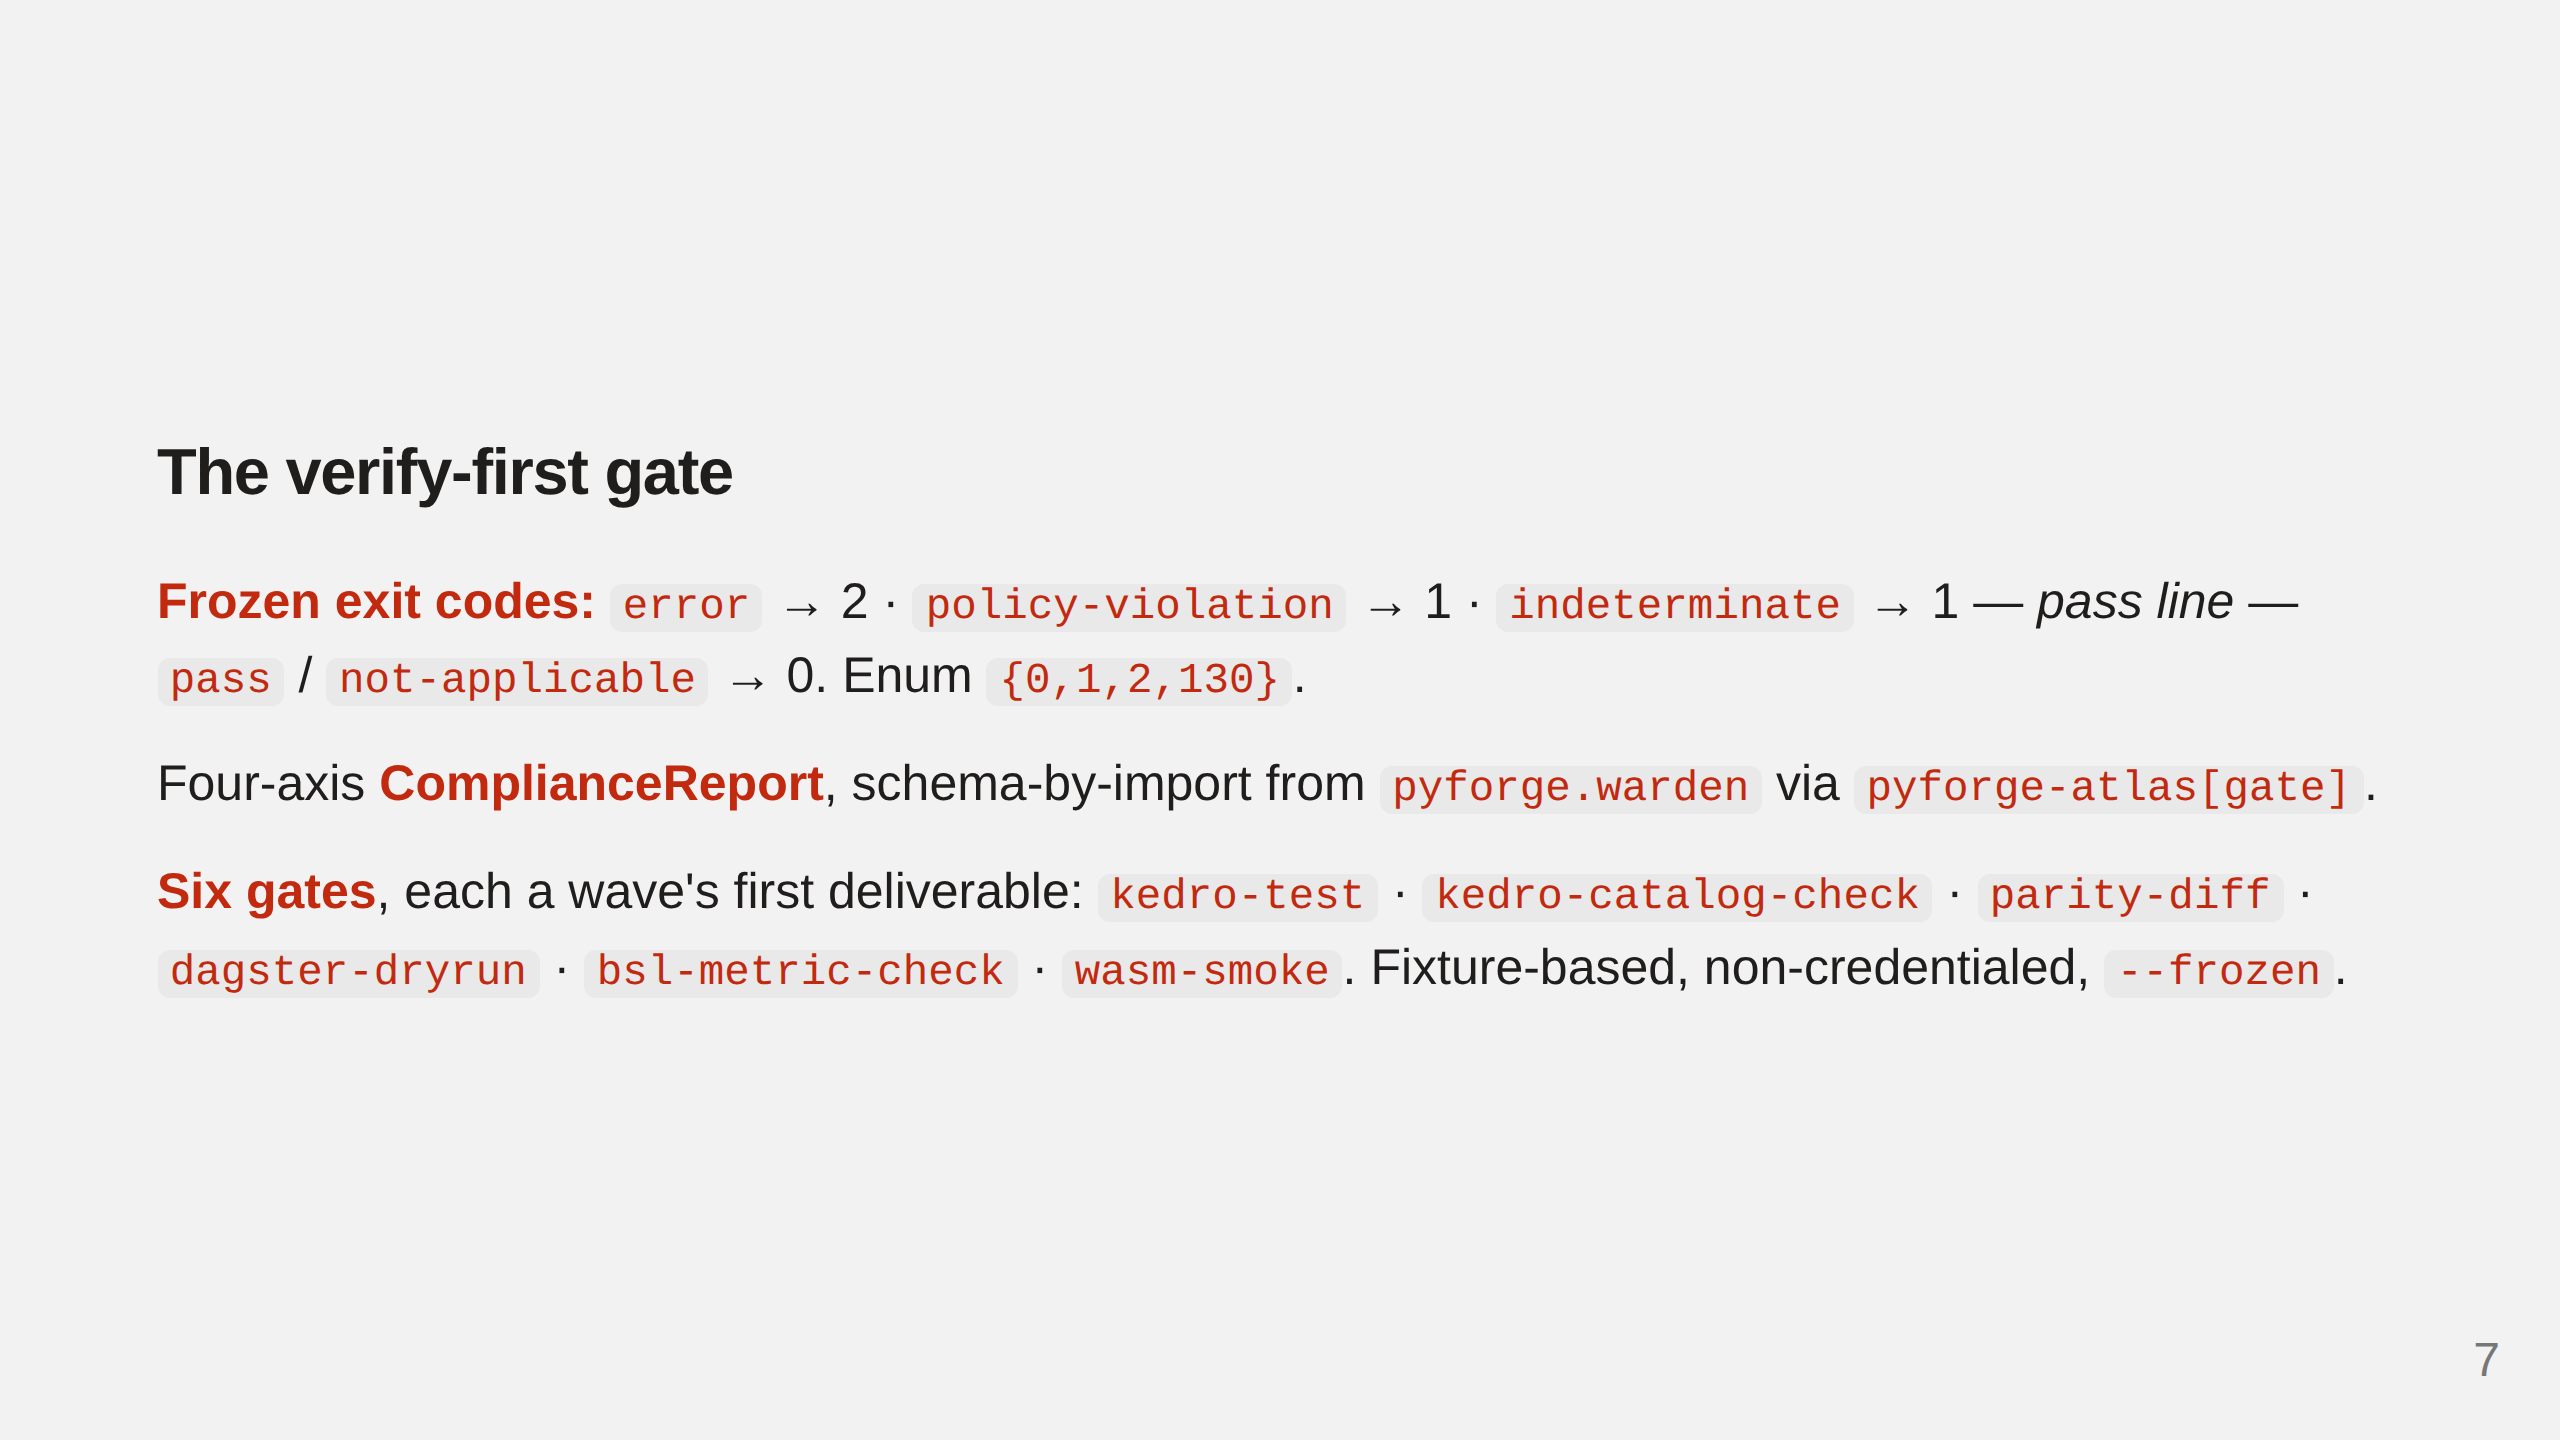 The verify-first gate
Frozen exit codes: error → 2 · policy-violation → 1 · indeterminate → 1 — pass line —
pass / not-applicable → 0. Enum {0,1,2,130}.
Four-axis ComplianceReport, schema-by-import from pyforge.warden via pyforge-atlas[gate].
Six gates, each a wave's first deliverable: kedro-test · kedro-catalog-check · parity-diff ·
dagster-dryrun · bsl-metric-check · wasm-smoke. Fixture-based, non-credentialed, --frozen.
7